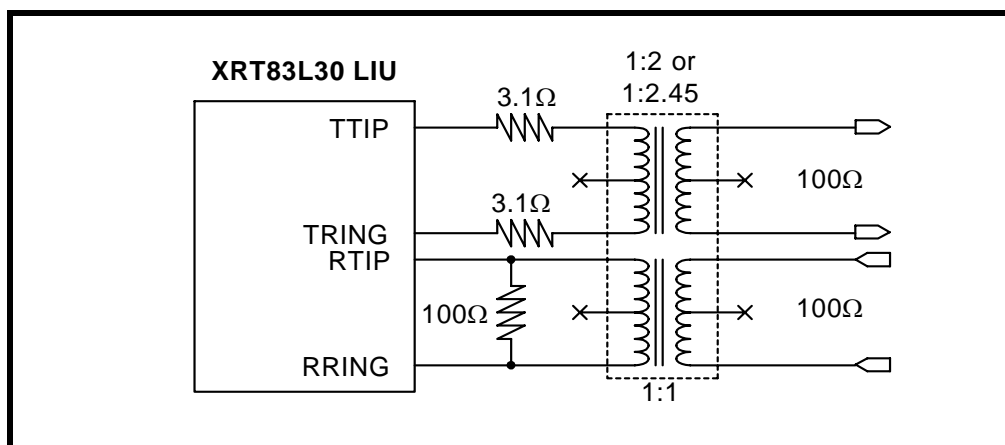 XRT83L30 LIU
1:2 or
1:2.45
3.1Ω
TTIP
100Ω
3.1Ω
TRING
RTIP
100Ω
100Ω
RRING
1:1